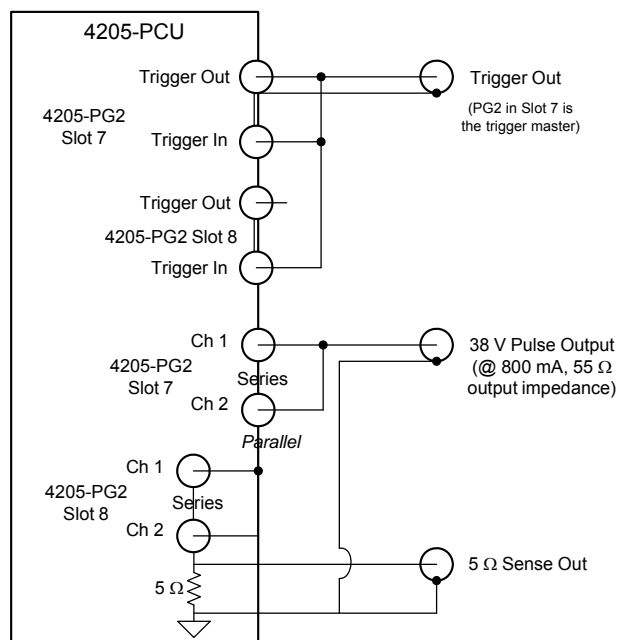 4205-PCU
Trigger Out
Trigger Out
4205-PG2
Slot 7
(PG2 in Slot 7 is
the trigger master)
Trigger In
Trigger Out
4205-PG2 Slot 8
Trigger In
Ch 1
38 V Pulse Output
(@ 800 mA, 55 Ω
output impedance)
4205-PG2
Slot 7
Series
Ch 2
Parallel
Ch 1
4205-PG2
Slot 8
Series
Ch 2
5 Ω Sense Out
5 Ω